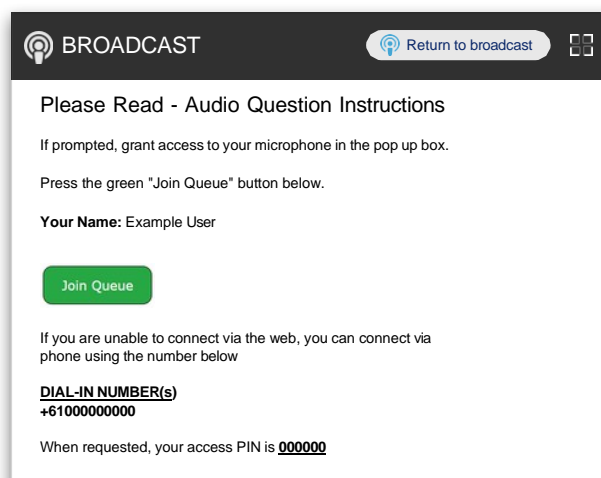 BROADCAST
Return to broadcast
Please Read - Audio Question Instructions
If prompted, grant access to your microphone in the pop up box.
Press the green "Join Queue" button below.
Your Name: Example User
Join Queue
If you are unable to connect via the web, you can connect via
phone using the number below
DIAL-IN NUMBER(s)
+61000000000
When requested, your access PIN is 000000